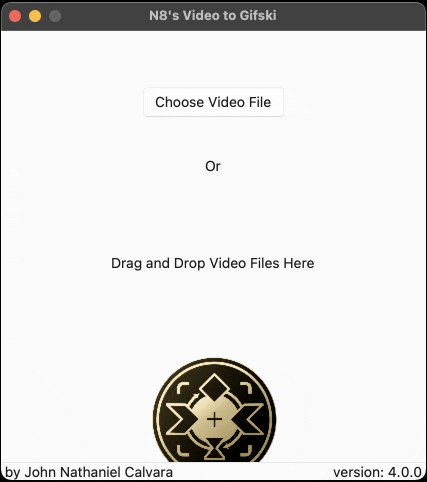 N8's Video to Gifski
Choose Video File
Or
Drag and Drop Video Files Here
by John Nathaniel Calvara version: 4.0.0